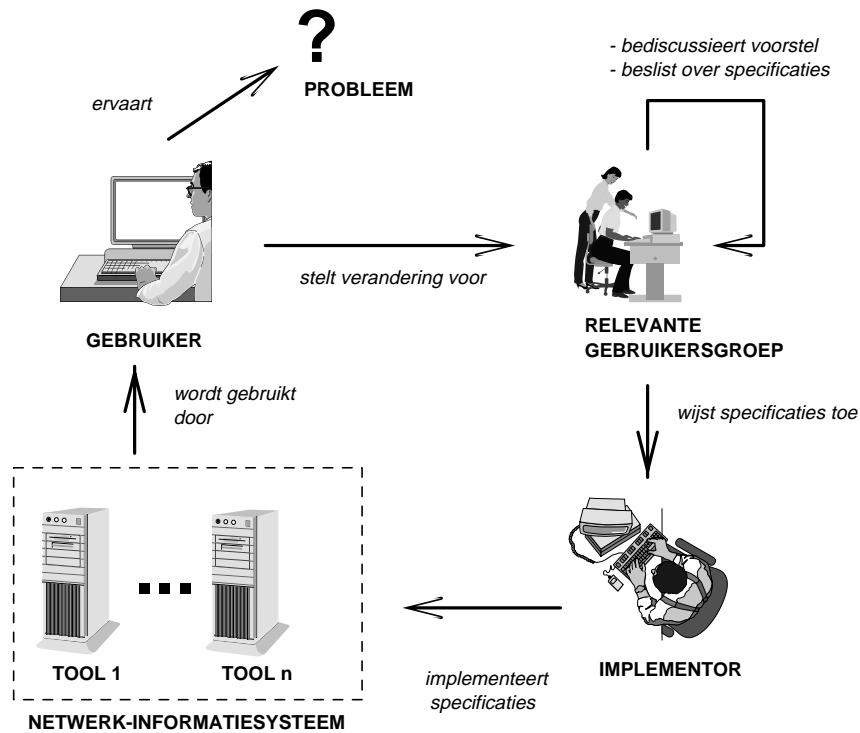 ?
PROBLEEM
- bediscussieert voorstel
- beslist over specificaties
ervaart
stelt verandering voor
GEBRUIKER
RELEVANTE
GEBRUIKERSGROEP
wordt gebruikt
door
wijst specificaties toe
TOOL 1
TOOL n
IMPLEMENTOR
implementeert
specificaties
NETWERK-INFORMATIESYSTEEM